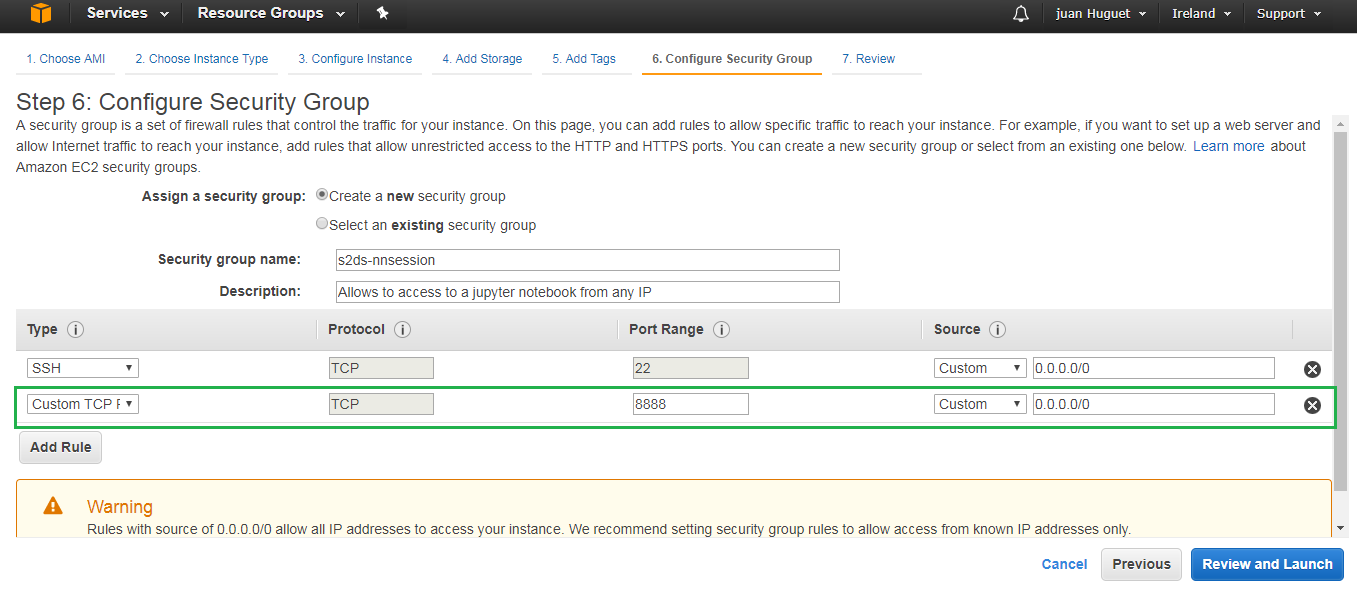 Services Resource Groups juan Huguet Ireland Support
1. Choose AMI 2. Choose Instance Type 3. Configure Instance 4. Add Storage 5. Add Tags 6. Configure Security Group 7. Review
Step 6: Configure Security Group
A security group is a set of firewall rules that control the traffic for your instance. On this page, you can add rules to allow specific traffic to reach your instance. For example, if you want to set up a web server and
allow Internet traffic to reach your instance, add rules that allow unrestricted access to the HTTP and HTTPS ports. You can create a new security group or select from an existing one below. Learn more about
Amazon EC2 security groups.
Assign a security group: Create a new security group
Select an existing security group
Security group name: s2ds-nnsession
Description: Allows to access to a jupyter notebook from any IP
Type i Protocol i Port Range i Source i
SSH TCP 22 Custom 0.0.0.0/0
Custom TCP F TCP 8888 Custom 0.0.0.0/0
Add Rule
Warning
Rules with source of 0.0.0.0/0 allow all IP addresses to access your instance. We recommend setting security group rules to allow access from known IP addresses only.
Cancel Previous Review and Launch